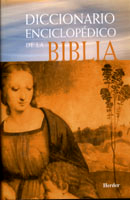 DICCIONARIO
ENCICLOPÉDICO
DE LA
BIBLIA
Herder